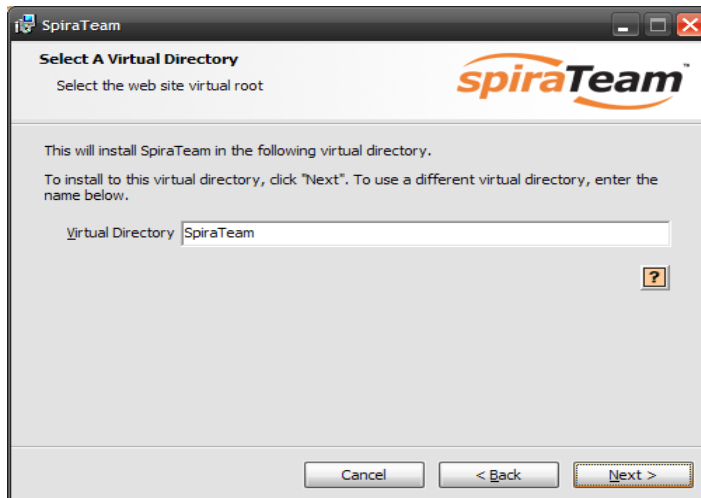 SpiraTeam
Select A Virtual Directory
Select the web site virtual root
spiraTeam™
This will install SpiraTeam in the following virtual directory.
To install to this virtual directory, click "Next". To use a different virtual directory, enter the
name below.
Virtual Directory SpiraTeam
?
Cancel < Back Next >